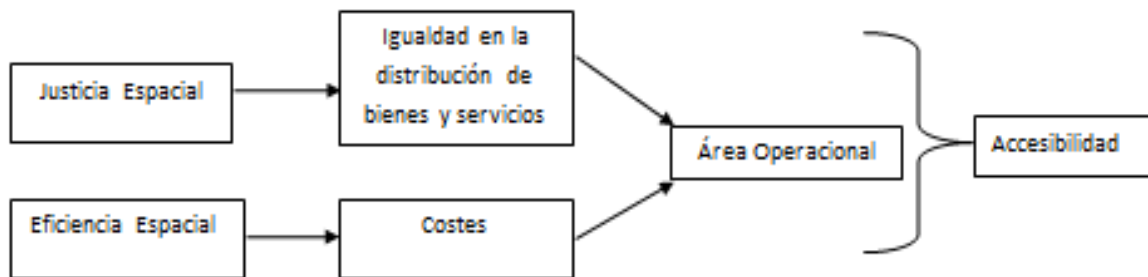 Justicia Espacial
Igualdad en la
distribución de
bienes y servicios
Eficiencia Espacial
Costes
Área Operacional
Accesibilidad